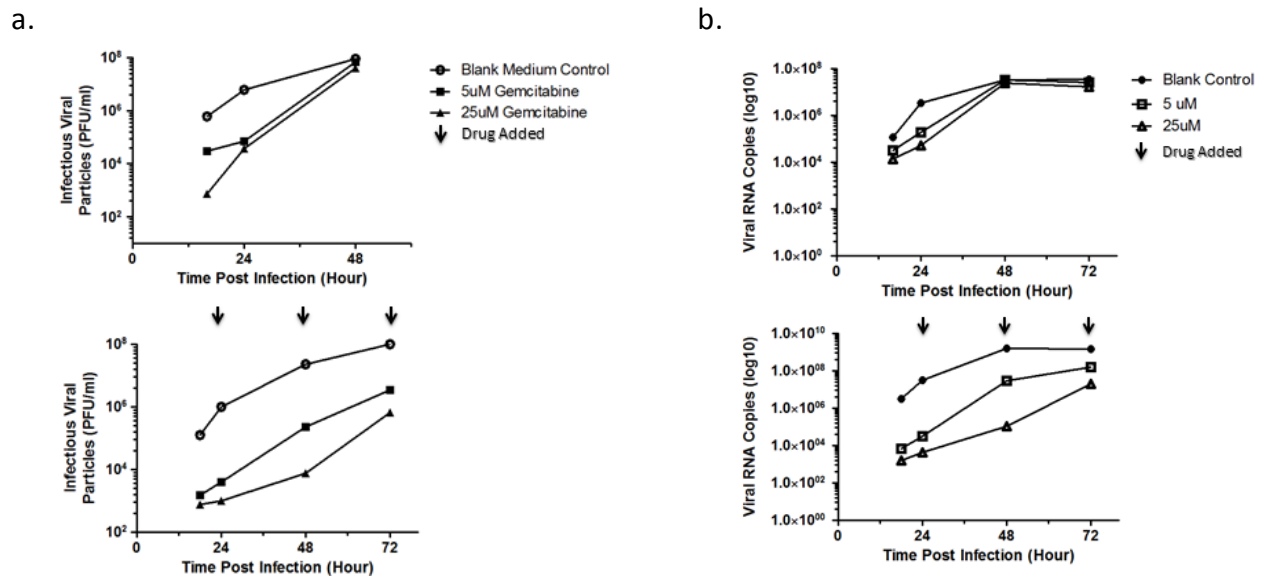 a.
10^8
10^6
10^4
10^2
0
24
48
Infectious Viral
Particles (PFU/ml)
Time Post Infection (Hour)
Blank Medium Control
5uM Gemcitabine
25uM Gemcitabine
Drug Added
10^8
10^6
10^4
10^2
0
24
48
72
Infectious Viral
Particles (PFU/ml)
Time Post Infection (Hour)
b.
1.0×10^8
1.0×10^6
1.0×10^4
1.0×10^2
1.0×10^0
0
24
48
72
Viral RNA Copies (log10)
Time Post Infection (Hour)
Blank Control
5 uM
25uM
Drug Added
1.0×10^10
1.0×10^08
1.0×10^06
1.0×10^04
1.0×10^02
1.0×10^00
0
24
48
72
Viral RNA Copies (log10)
Time Post Infection (Hour)